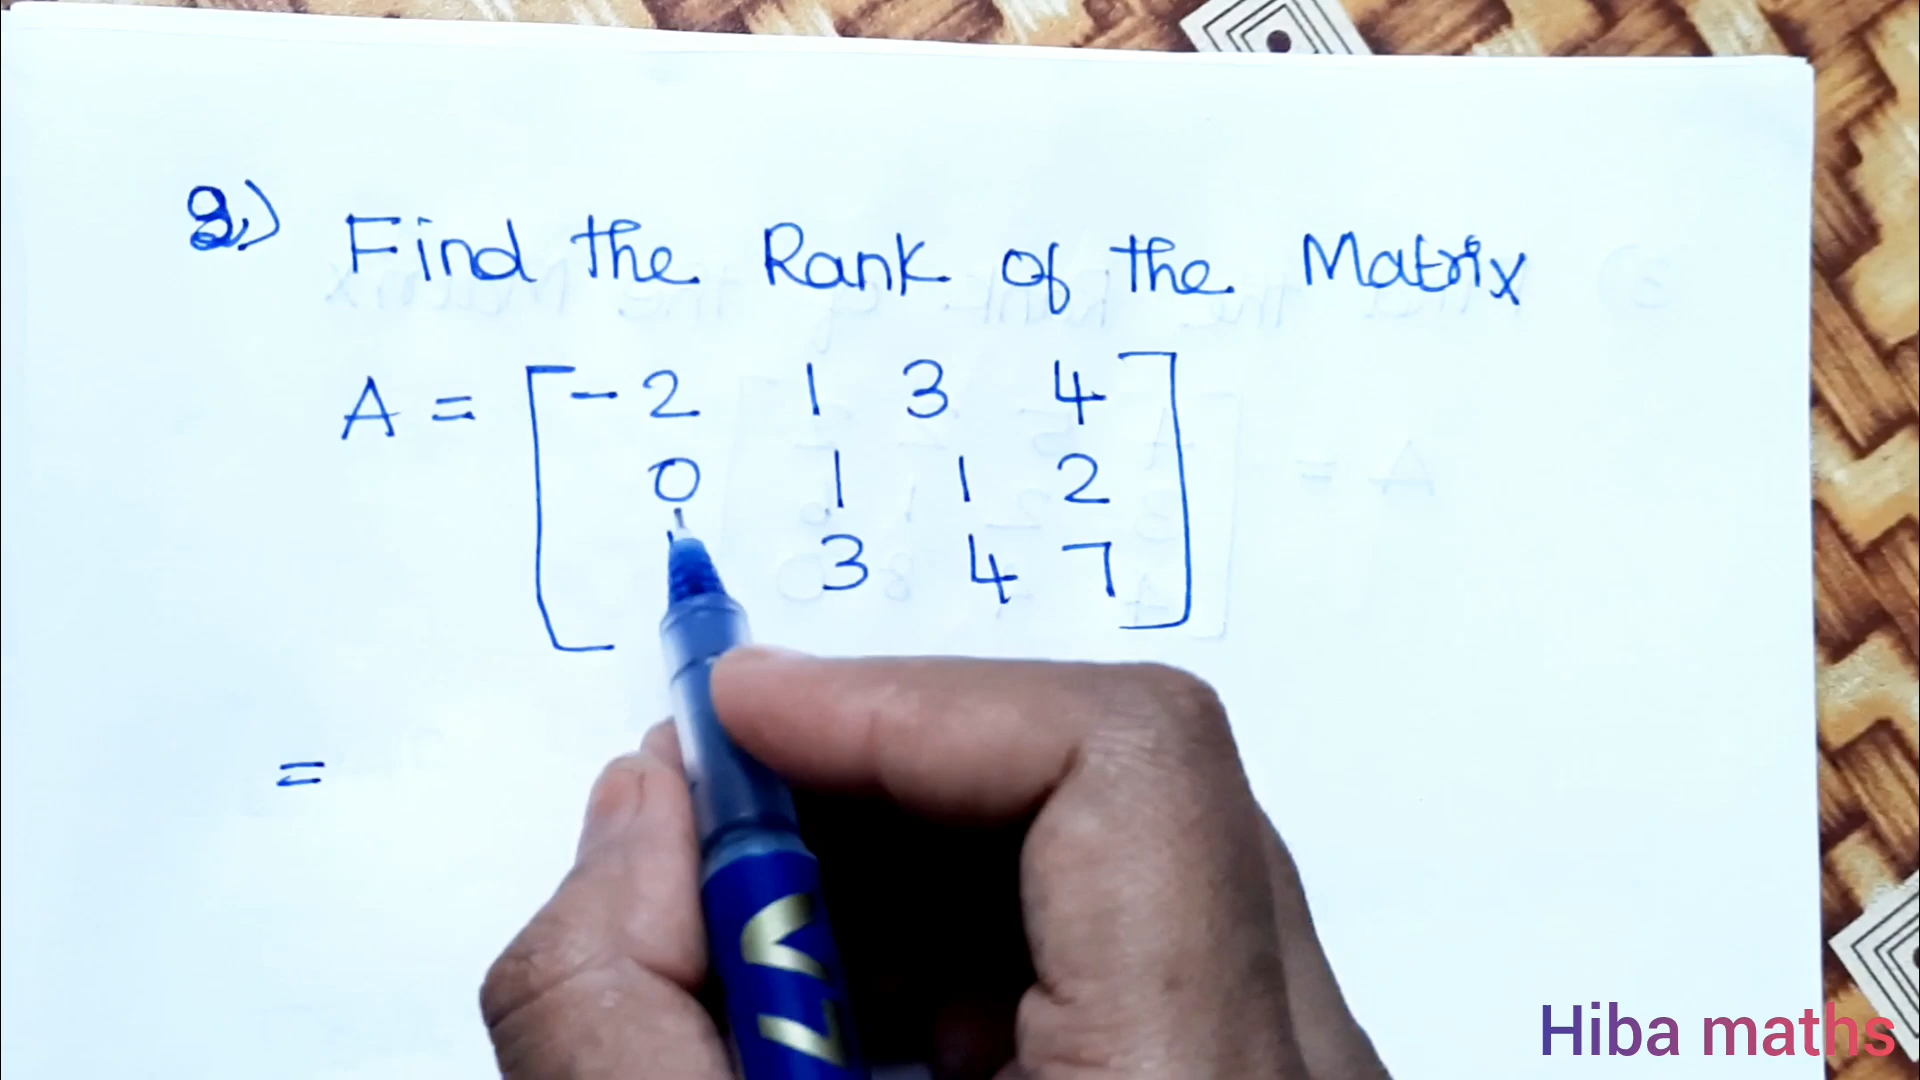 2) Find the Rank of the Matrix
A = [ -2 1 3 4 ]
0 1 1 2
3 4 7
=
V7
Hiba maths